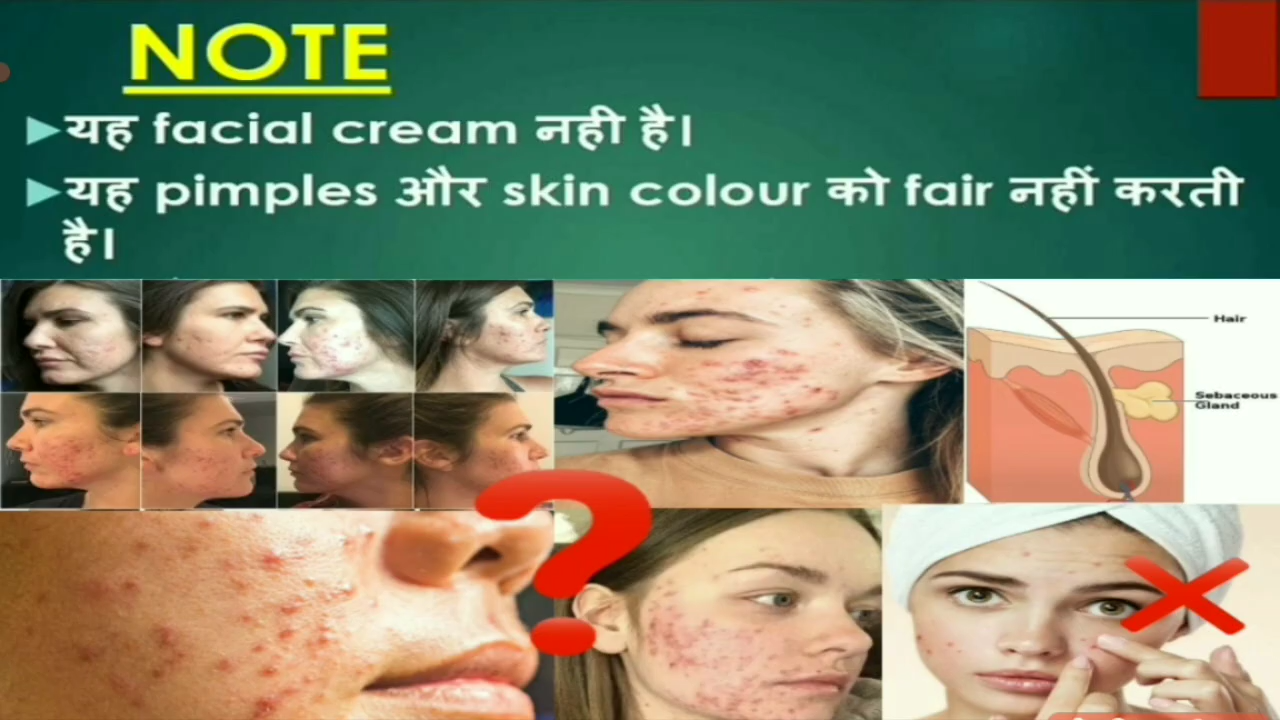 NOTE
यह facial cream नही है।
यह pimples और skin colour को fair नहीं करती
है।
Hair
Sebaceous
Gland